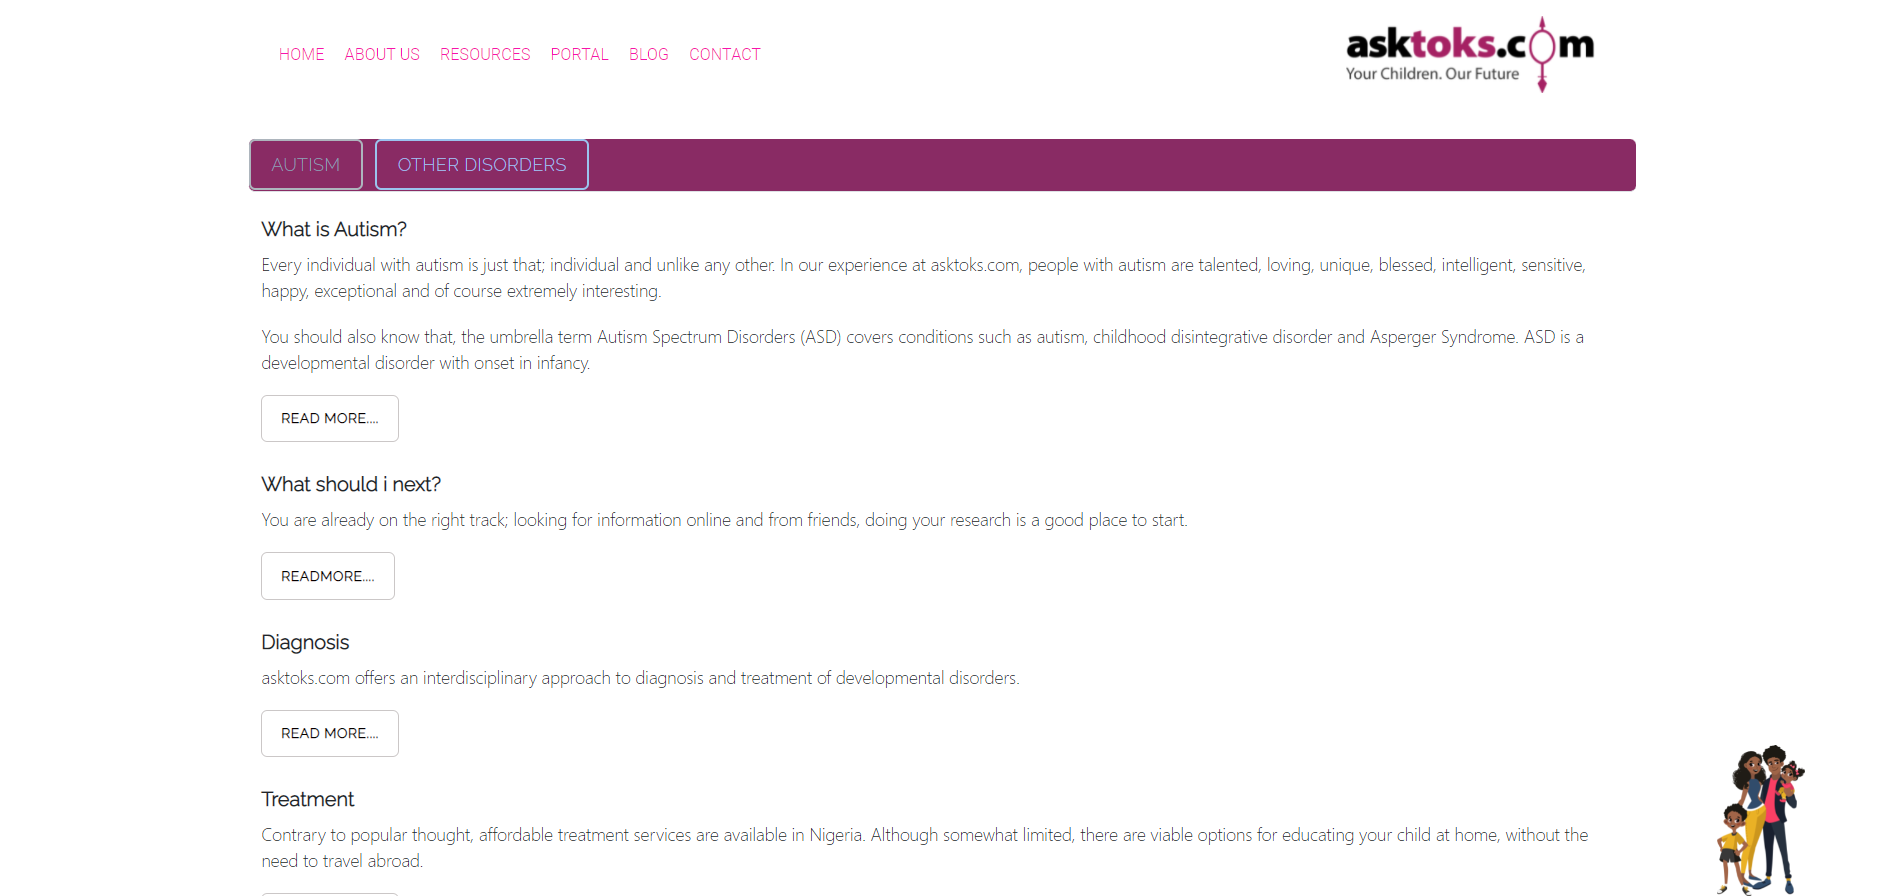 HOME ABOUT US RESOURCES PORTAL BLOG CONTACT
asktoks.com
Your Children. Our Future
AUTISM OTHER DISORDERS
What is Autism?
Every individual with autism is just that; individual and unlike any other. In our experience at asktoks.com, people with autism are talented, loving, unique, blessed, intelligent, sensitive,
happy, exceptional and of course extremely interesting.
You should also know that, the umbrella term Autism Spectrum Disorders (ASD) covers conditions such as autism, childhood disintegrative disorder and Asperger Syndrome. ASD is a
developmental disorder with onset in infancy.
READ MORE....
What should i next?
You are already on the right track; looking for information online and from friends, doing your research is a good place to start.
READMORE....
Diagnosis
asktoks.com offers an interdisciplinary approach to diagnosis and treatment of developmental disorders.
READ MORE....
Treatment
Contrary to popular thought, affordable treatment services are available in Nigeria. Although somewhat limited, there are viable options for educating your child at home, without the
need to travel abroad.